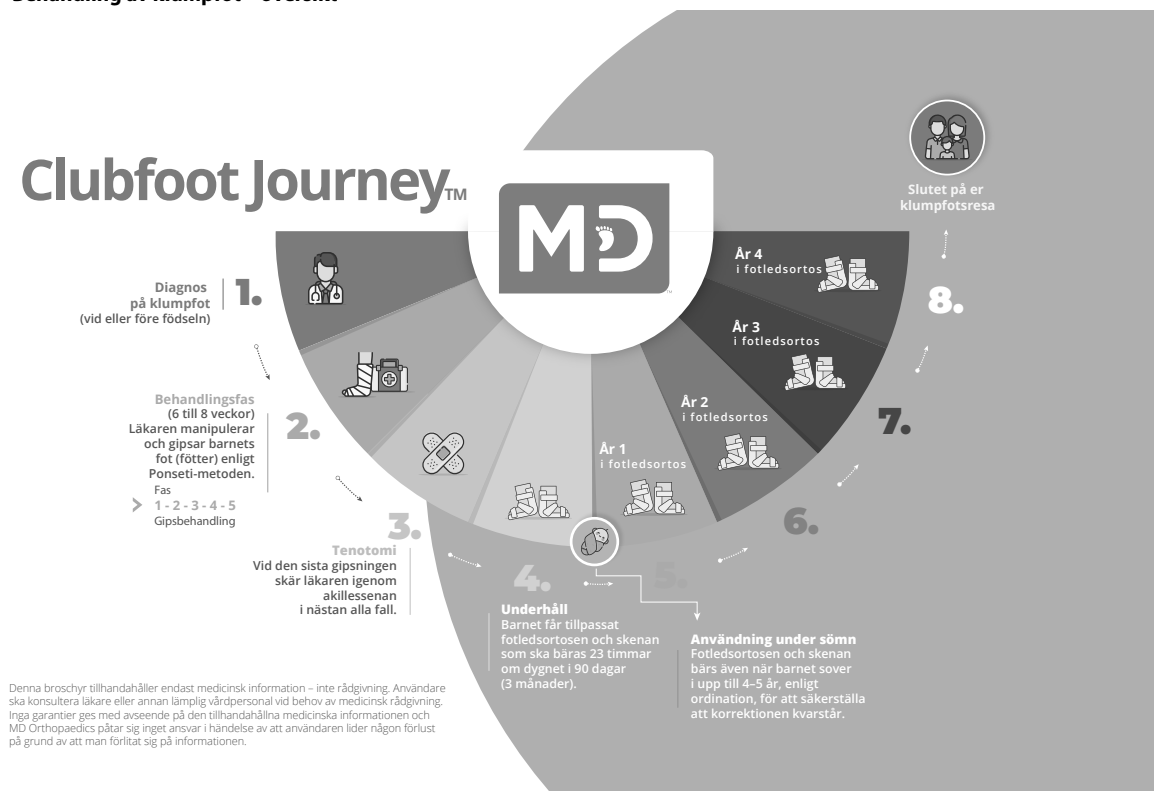 Behandling av klumpfot – översikt
Clubfoot Journey™
MD
1.
Diagnos
på klumpfot
(vid eller före födseln)
2.
Behandlingsfas
(6 till 8 veckor)
Läkaren manipulerar
och gipsar barnets
fot (fötter) enligt
Ponseti-metoden.
Fas
> 1 - 2 - 3 - 4 - 5
Gipsbehandling
3.
Tenotomi
Vid den sista gipsningen
skär läkaren igenom
akillessenan
i nästan alla fall.
4.
Underhåll
Barnet får tillpassat
fotledsortosen och skenan
som ska bäras 23 timmar
om dygnet i 90 dagar
(3 månader).
5.
Användning under sömn
Fotledsortosen och skenan
bärs även när barnet sover
i upp till 4–5 år, enligt
ordination, för att säkerställa
att korrektionen kvarstår.
År 1
i fotledsortos
6.
År 2
i fotledsortos
7.
År 3
i fotledsortos
8.
År 4
i fotledsortos
Slutet på er
klumpfotsresa
Denna broschyr tillhandahåller endast medicinsk information – inte rådgivning. Användare
ska konsultera läkare eller annan lämplig vårdpersonal vid behov av medicinsk rådgivning.
Inga garantier ges med avseende på den tillhandahållna medicinska informationen och
MD Orthopaedics påtar sig inget ansvar i händelse av att användaren lider någon förlust
på grund av att man förlitat sig på informationen.